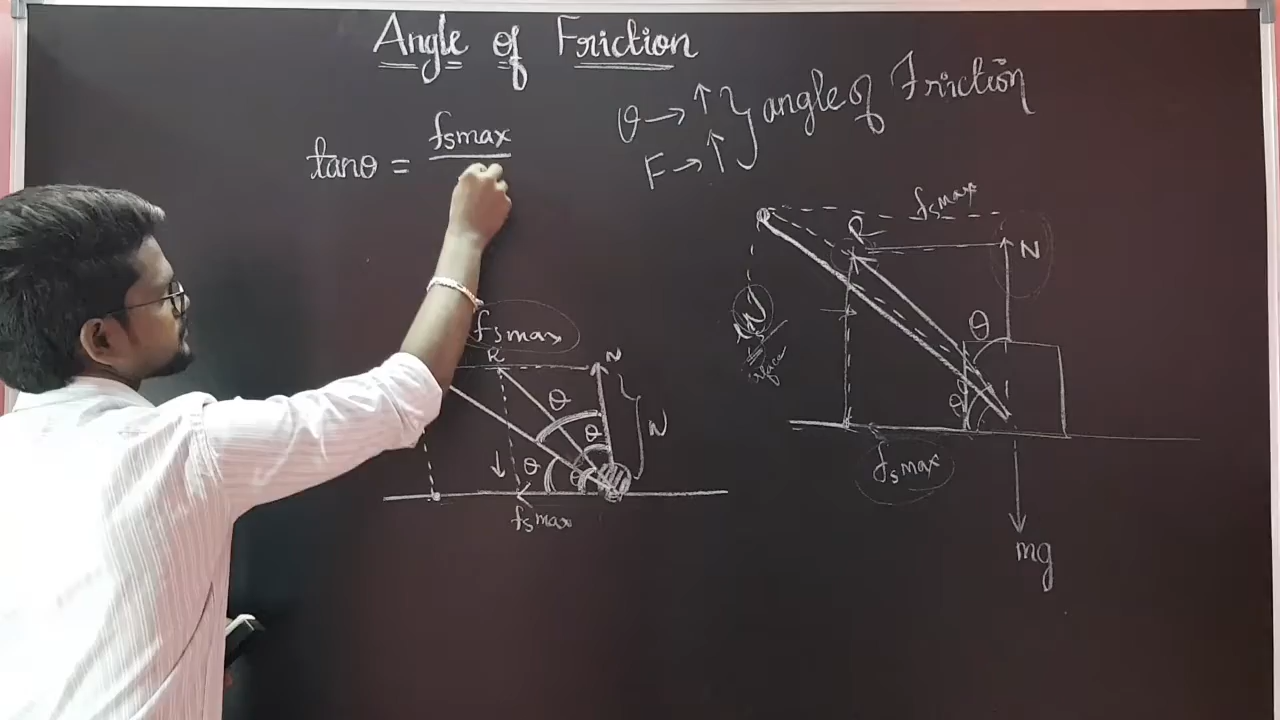 Angle of Friction
θ → ↑ } angle of Friction
F → ↑
tanθ = fsmax
fsmax
R
N
θ
N
θ
fsmax
R
N
θ
N
θ
fsmax
θ
θ
fsmax
mg